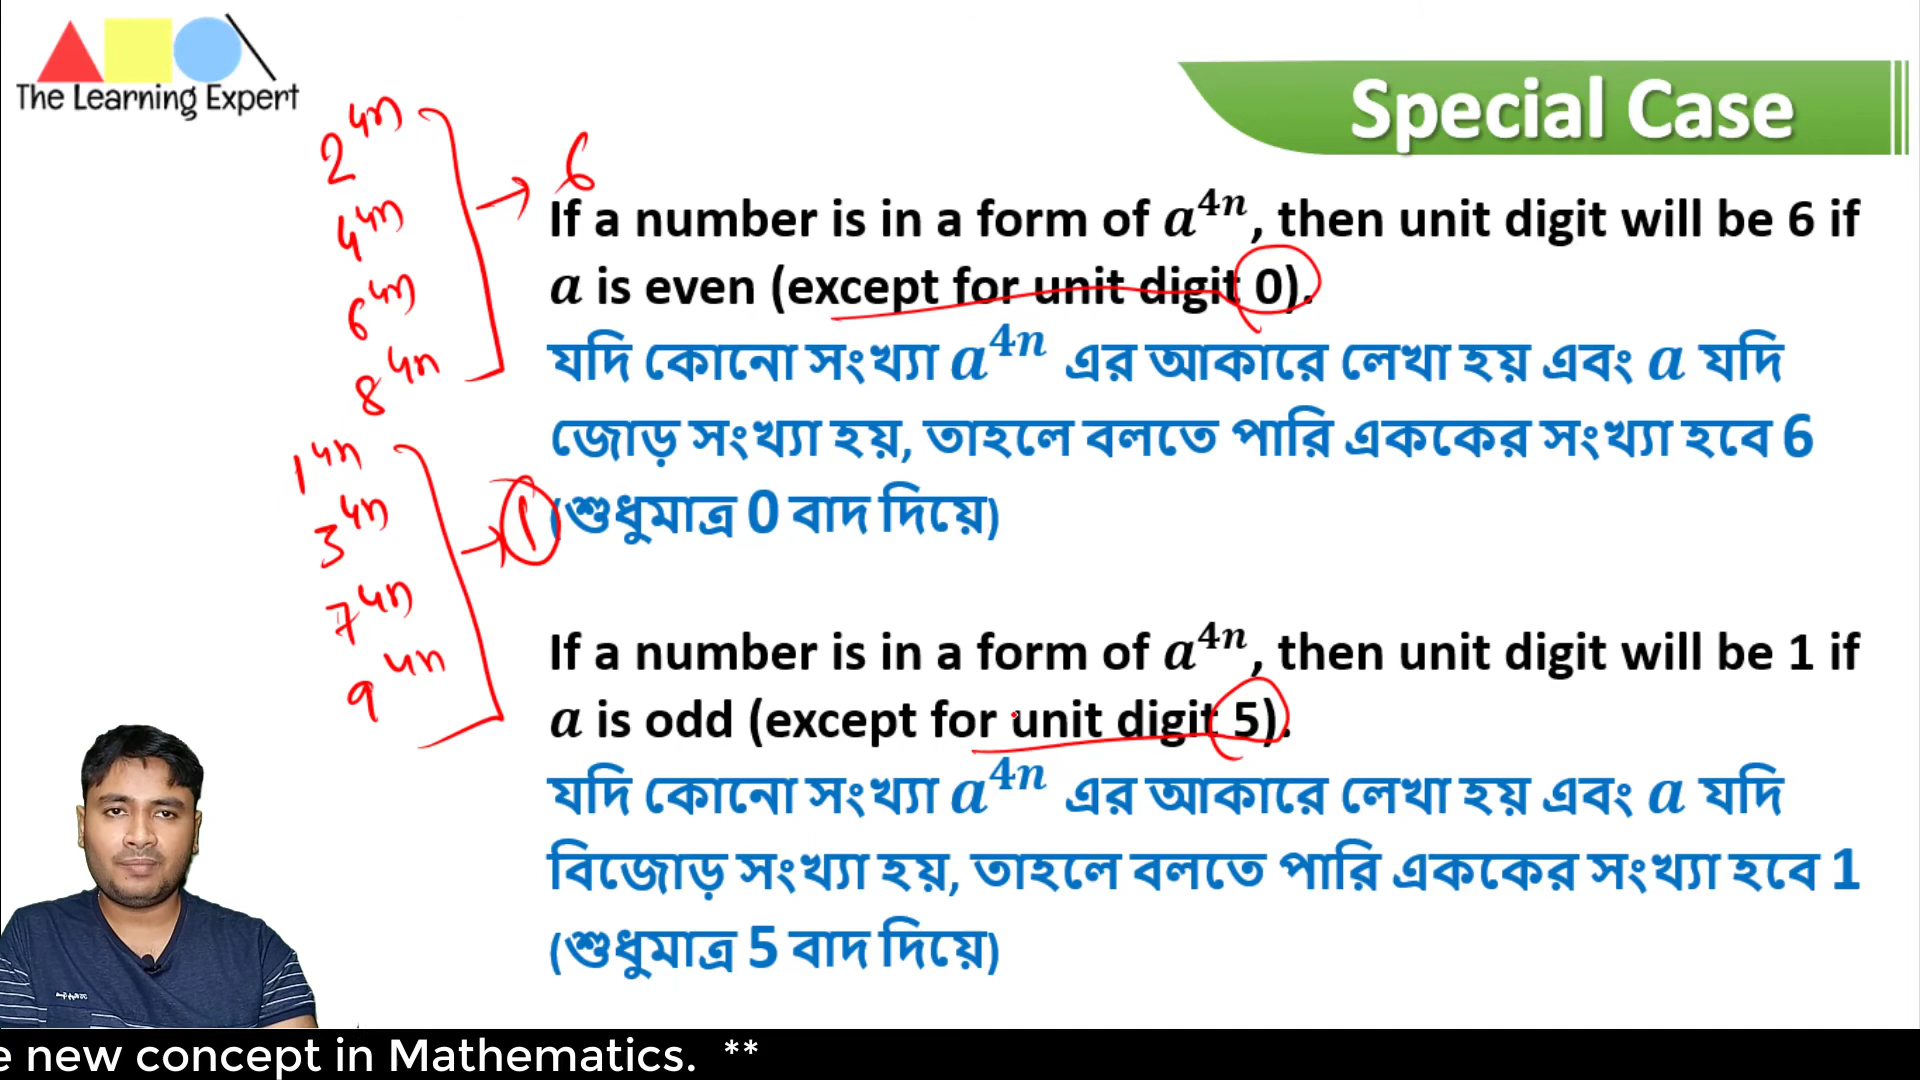 The Learning Expert
Special Case
2^4n
4^4n
6^4n
8^4n
→ 6
If a number is in a form of a^4n, then unit digit will be 6 if
a is even (except for unit digit 0).
যদি কোনো সংখ্যা a^4n এর আকারে লেখা হয় এবং a যদি
জোড় সংখ্যা হয়, তাহলে বলতে পারি এককের সংখ্যা হবে 6
(শুধুমাত্র 0 বাদ দিয়ে)
1^4n
3^4n
7^4n
9^4n
→ 1
If a number is in a form of a^4n, then unit digit will be 1 if
a is odd (except for unit digit 5).
যদি কোনো সংখ্যা a^4n এর আকারে লেখা হয় এবং a যদি
বিজোড় সংখ্যা হয়, তাহলে বলতে পারি এককের সংখ্যা হবে 1
(শুধুমাত্র 5 বাদ দিয়ে)
e new concept in Mathematics. **